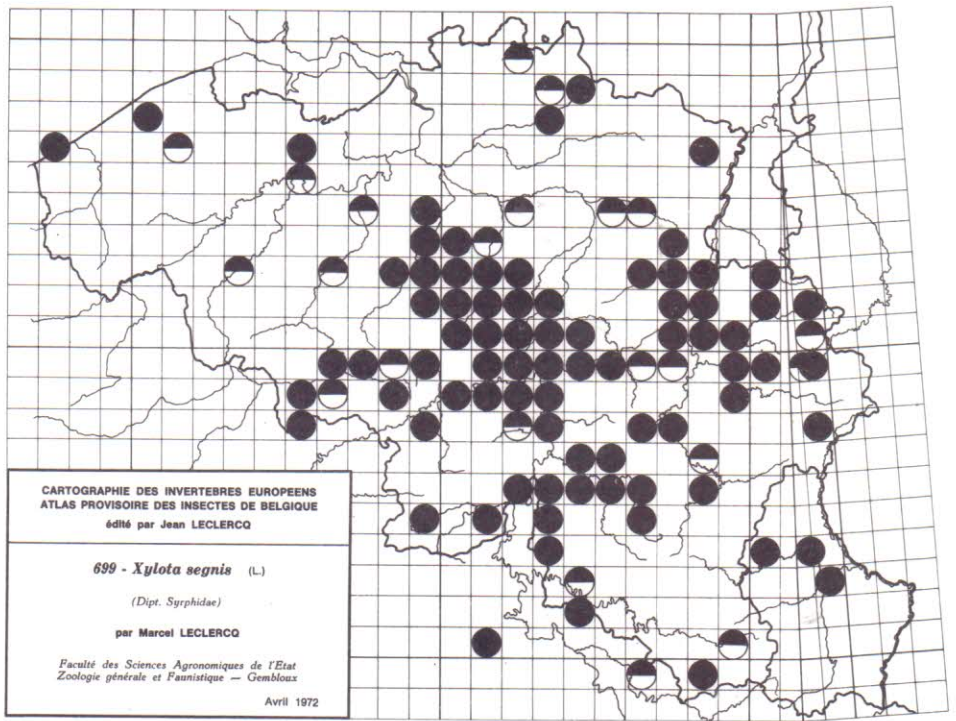 CARTOGRAPHIE DES INVERTEBRES EUROPEENS
ATLAS PROVISOIRE DES INSECTES DE BELGIQUE
édité par Jean LECLERCQ
699 - Xylota segnis (L.)
(Dipt. Syrphidae)
par Marcel LECLERCQ
Faculté des Sciences Agronomiques de l'Etat
Zoologie générale et Faunistique — Gembloux
Avril 1972